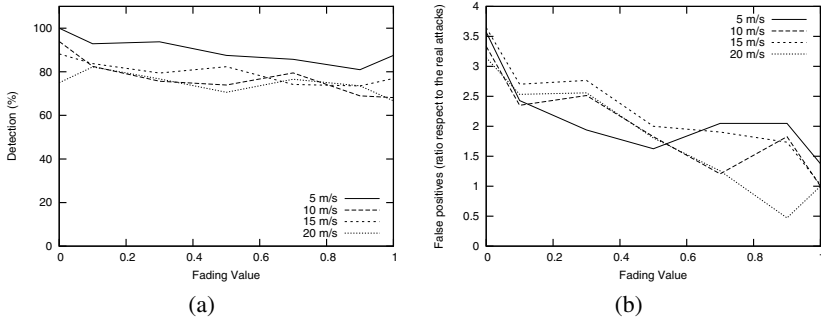 100
80
60
40
20
0
Detection (%)
0 0.2 0.4 0.6 0.8 1
Fading Value
5 m/s
10 m/s
15 m/s
20 m/s
(a)
4
3.5
3
2.5
2
1.5
1
0.5
0
False positives (ratio respect to the real attacks)
0 0.2 0.4 0.6 0.8 1
Fading Value
5 m/s
10 m/s
15 m/s
20 m/s
(b)